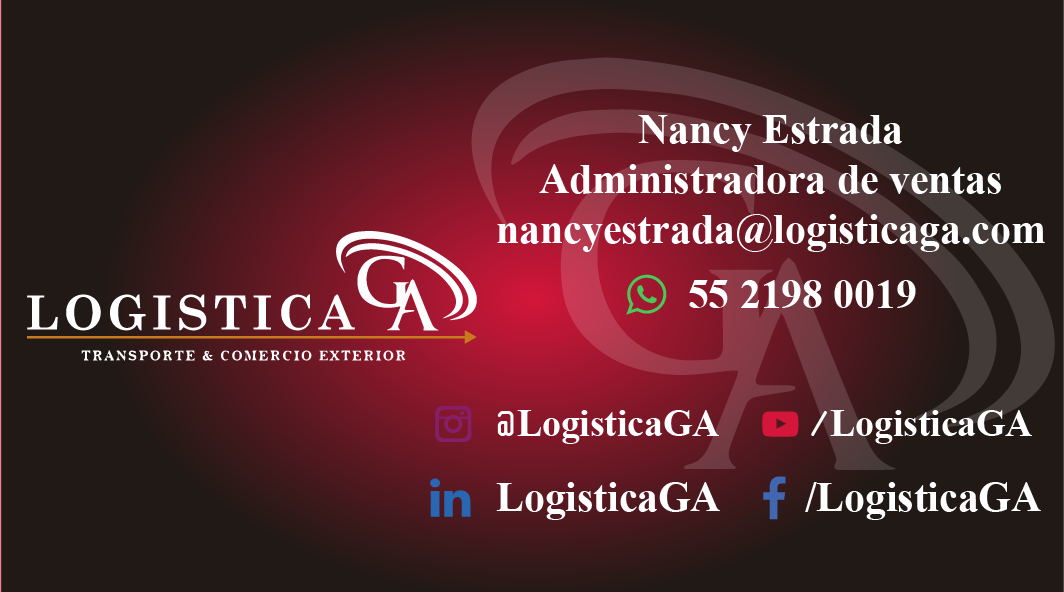 LOGISTICA GA
TRANSPORTE & COMERCIO EXTERIOR
Nancy Estrada
Administradora de ventas
nancyestrada@logisticaga.com
55 2198 0019
@LogisticaGA
/LogisticaGA
LogisticaGA
/LogisticaGA